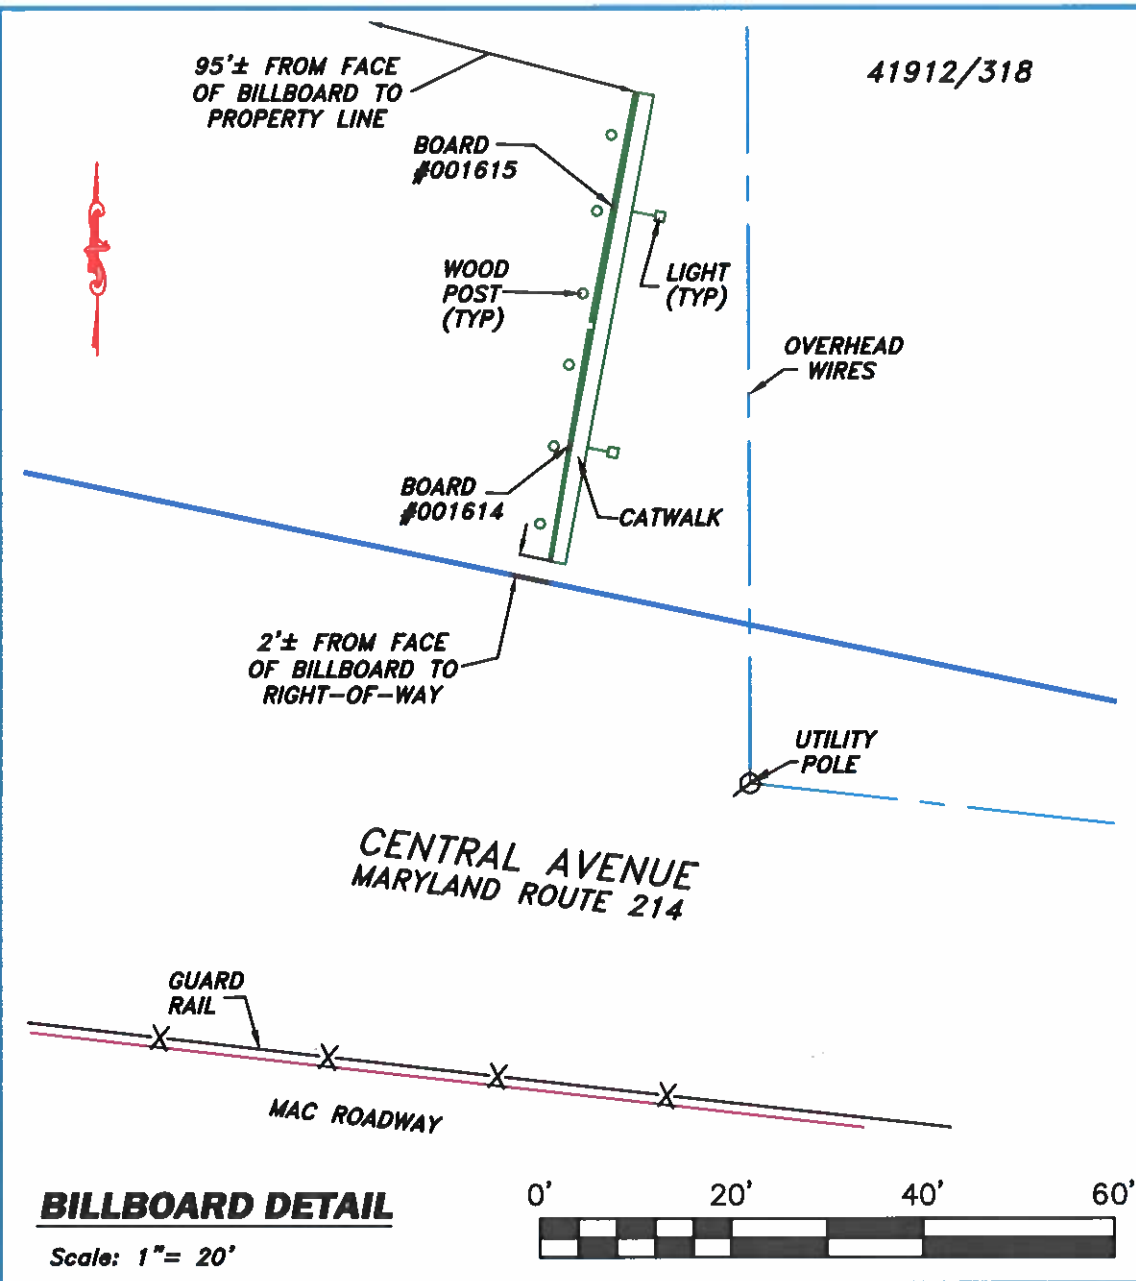 95'± FROM FACE
OF BILLBOARD TO
PROPERTY LINE
41912/318
BOARD
#001615
WOOD
POST
(TYP)
LIGHT
(TYP)
OVERHEAD
WIRES
BOARD
#001614
CATWALK
2'± FROM FACE
OF BILLBOARD TO
RIGHT-OF-WAY
UTILITY
POLE
CENTRAL AVENUE
MARYLAND ROUTE 214
GUARD
RAIL
MAC ROADWAY
BILLBOARD DETAIL
Scale: 1"= 20'
0' 20' 40' 60'